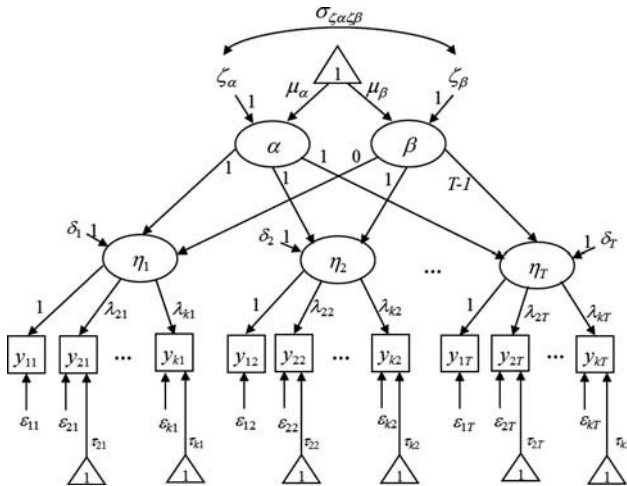 σζαζβ
ζα 1 ζβ
1 μα μβ 1
α 1 0 β
1 1 1 T-1
δ1 1 δ2 1 1 δT
η1 η2 ... ηT
1 λ21 λk1 1 λ22 λk2 1 λ2T λkT
y11 y21 ... yk1 y12 y22 ... yk2 y1T y2T ... ykT
ε11 ε21 εk1 ε12 ε22 εk2 ε1T ε2T εkT
τ21 τk1 τ22 τk2 τ2T
1 1 1 1 1 1